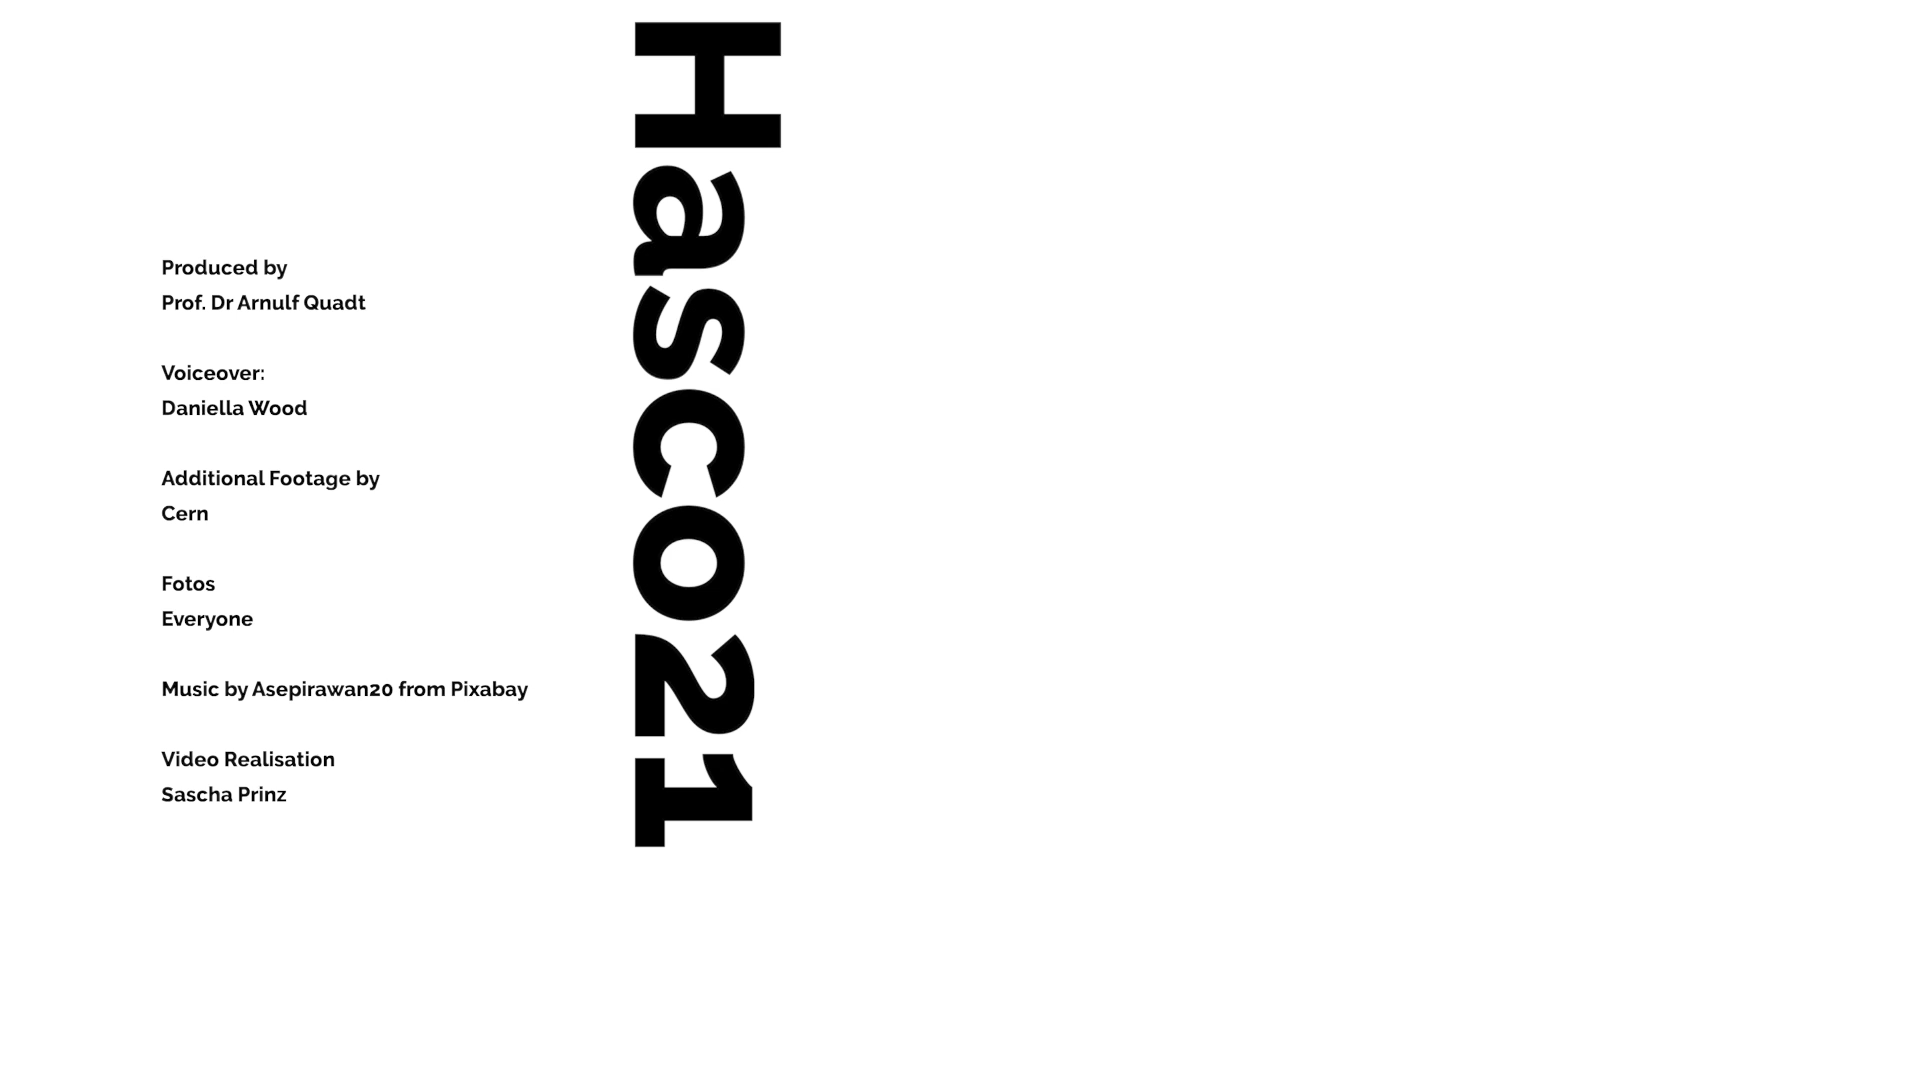 Produced by
Prof. Dr Arnulf Quadt
Voiceover:
Daniella Wood
Additional Footage by
Cern
Fotos
Everyone
Music by Asepirawan20 from Pixabay
Video Realisation
Sascha Prinz
Hasco21